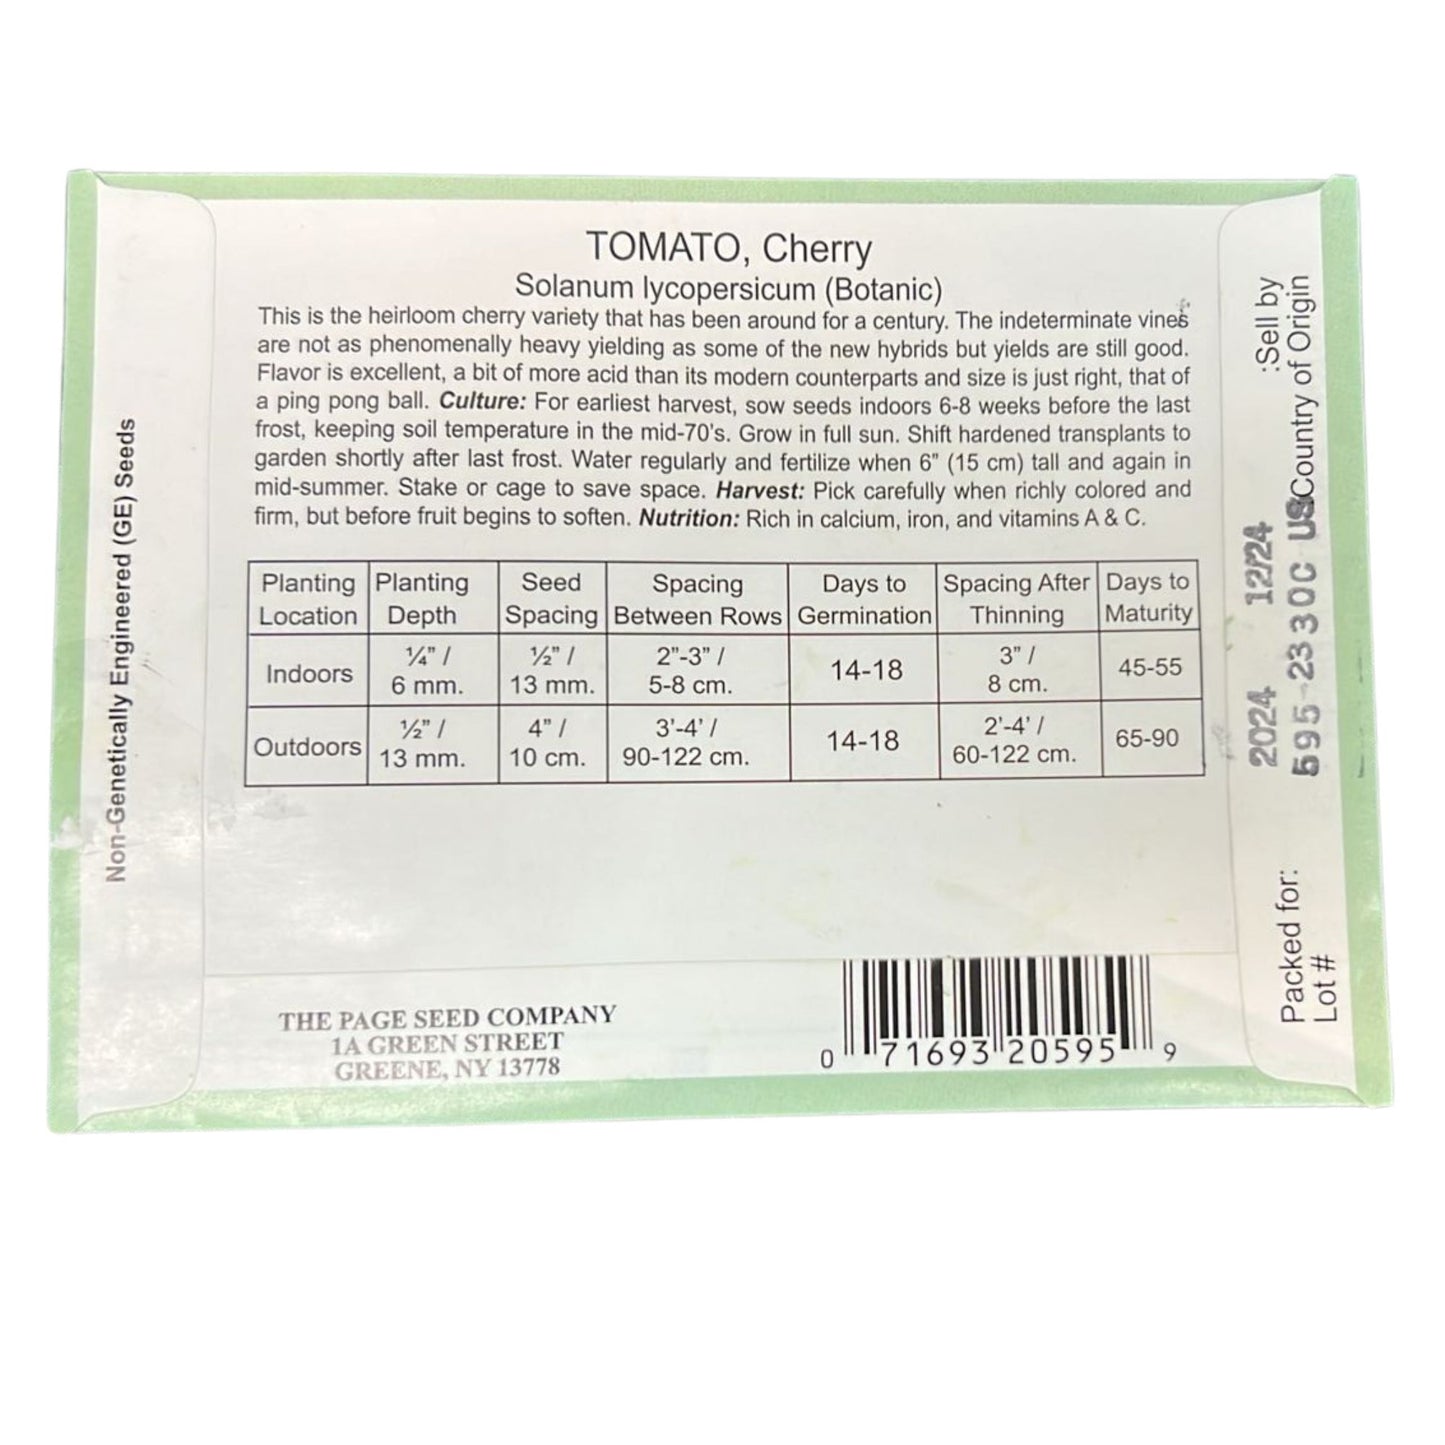 TOMATO, Cherry
Solanum lycopersicum (Botanic)
This is the heirloom cherry variety that has been around for a century. The indeterminate vines
are not as phenomenally heavy yielding as some of the new hybrids but yields are still good.
Flavor is excellent, a bit of more acid than its modern counterparts and size is just right, that of
a ping pong ball. Culture: For earliest harvest, sow seeds indoors 6-8 weeks before the last
frost, keeping soil temperature in the mid-70's. Grow in full sun. Shift hardened transplants to
garden shortly after last frost. Water regularly and fertilize when 6" (15 cm) tall and again in
mid-summer. Stake or cage to save space. Harvest: Pick carefully when richly colored and
firm, but before fruit begins to soften. Nutrition: Rich in calcium, iron, and vitamins A & C.
Planting Planting Seed Spacing Days to Spacing After Days to
Location Depth Spacing Between Rows Germination Thinning Maturity
Indoors ¼" / 6 mm. ½" / 13 mm. 2"-3" / 5-8 cm. 14-18 3" / 8 cm. 45-55
Outdoors ½" / 13 mm. 4" / 10 cm. 3'-4' / 90-122 cm. 14-18 2'-4' / 60-122 cm. 65-90
THE PAGE SEED COMPANY
1A GREEN STREET
GREENE, NY 13778
0 71693 20595 9
Non-Genetically Engineered (GE) Seeds
2024 12/24 :Sell by
Packed for: 595-2330C US Country of Origin
Lot #